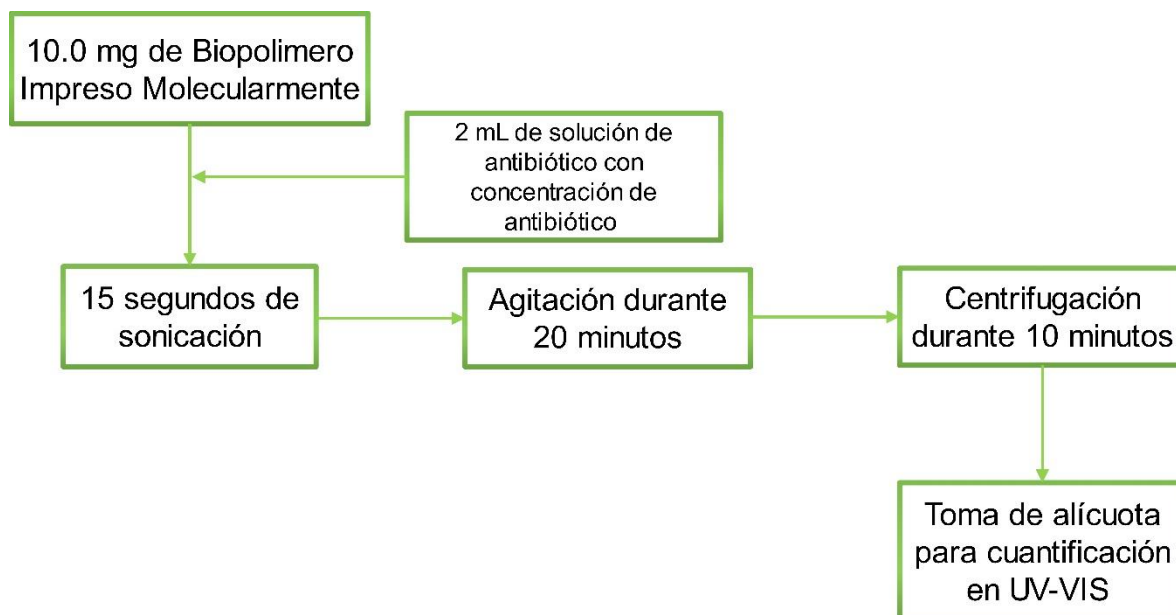 10.0 mg de Biopolimero
Impreso Molecularmente
2 mL de solución de
antibiótico con
concentración de
antibiótico
15 segundos de
sonicación
Agitación durante
20 minutos
Centrifugación
durante 10 minutos
Toma de alícuota
para cuantificación
en UV-VIS